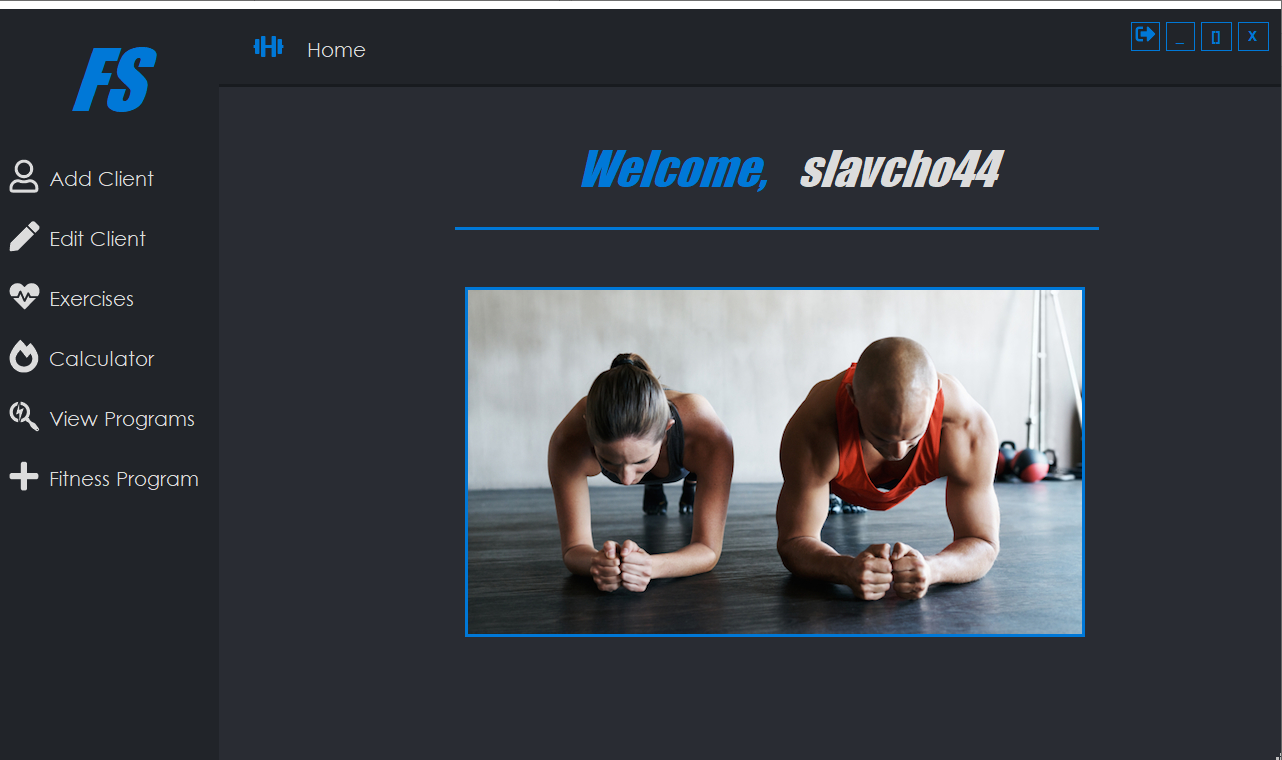 FS
Home
_ [] X
Add Client
Edit Client
Exercises
Calculator
View Programs
Fitness Program
Welcome, slavcho44